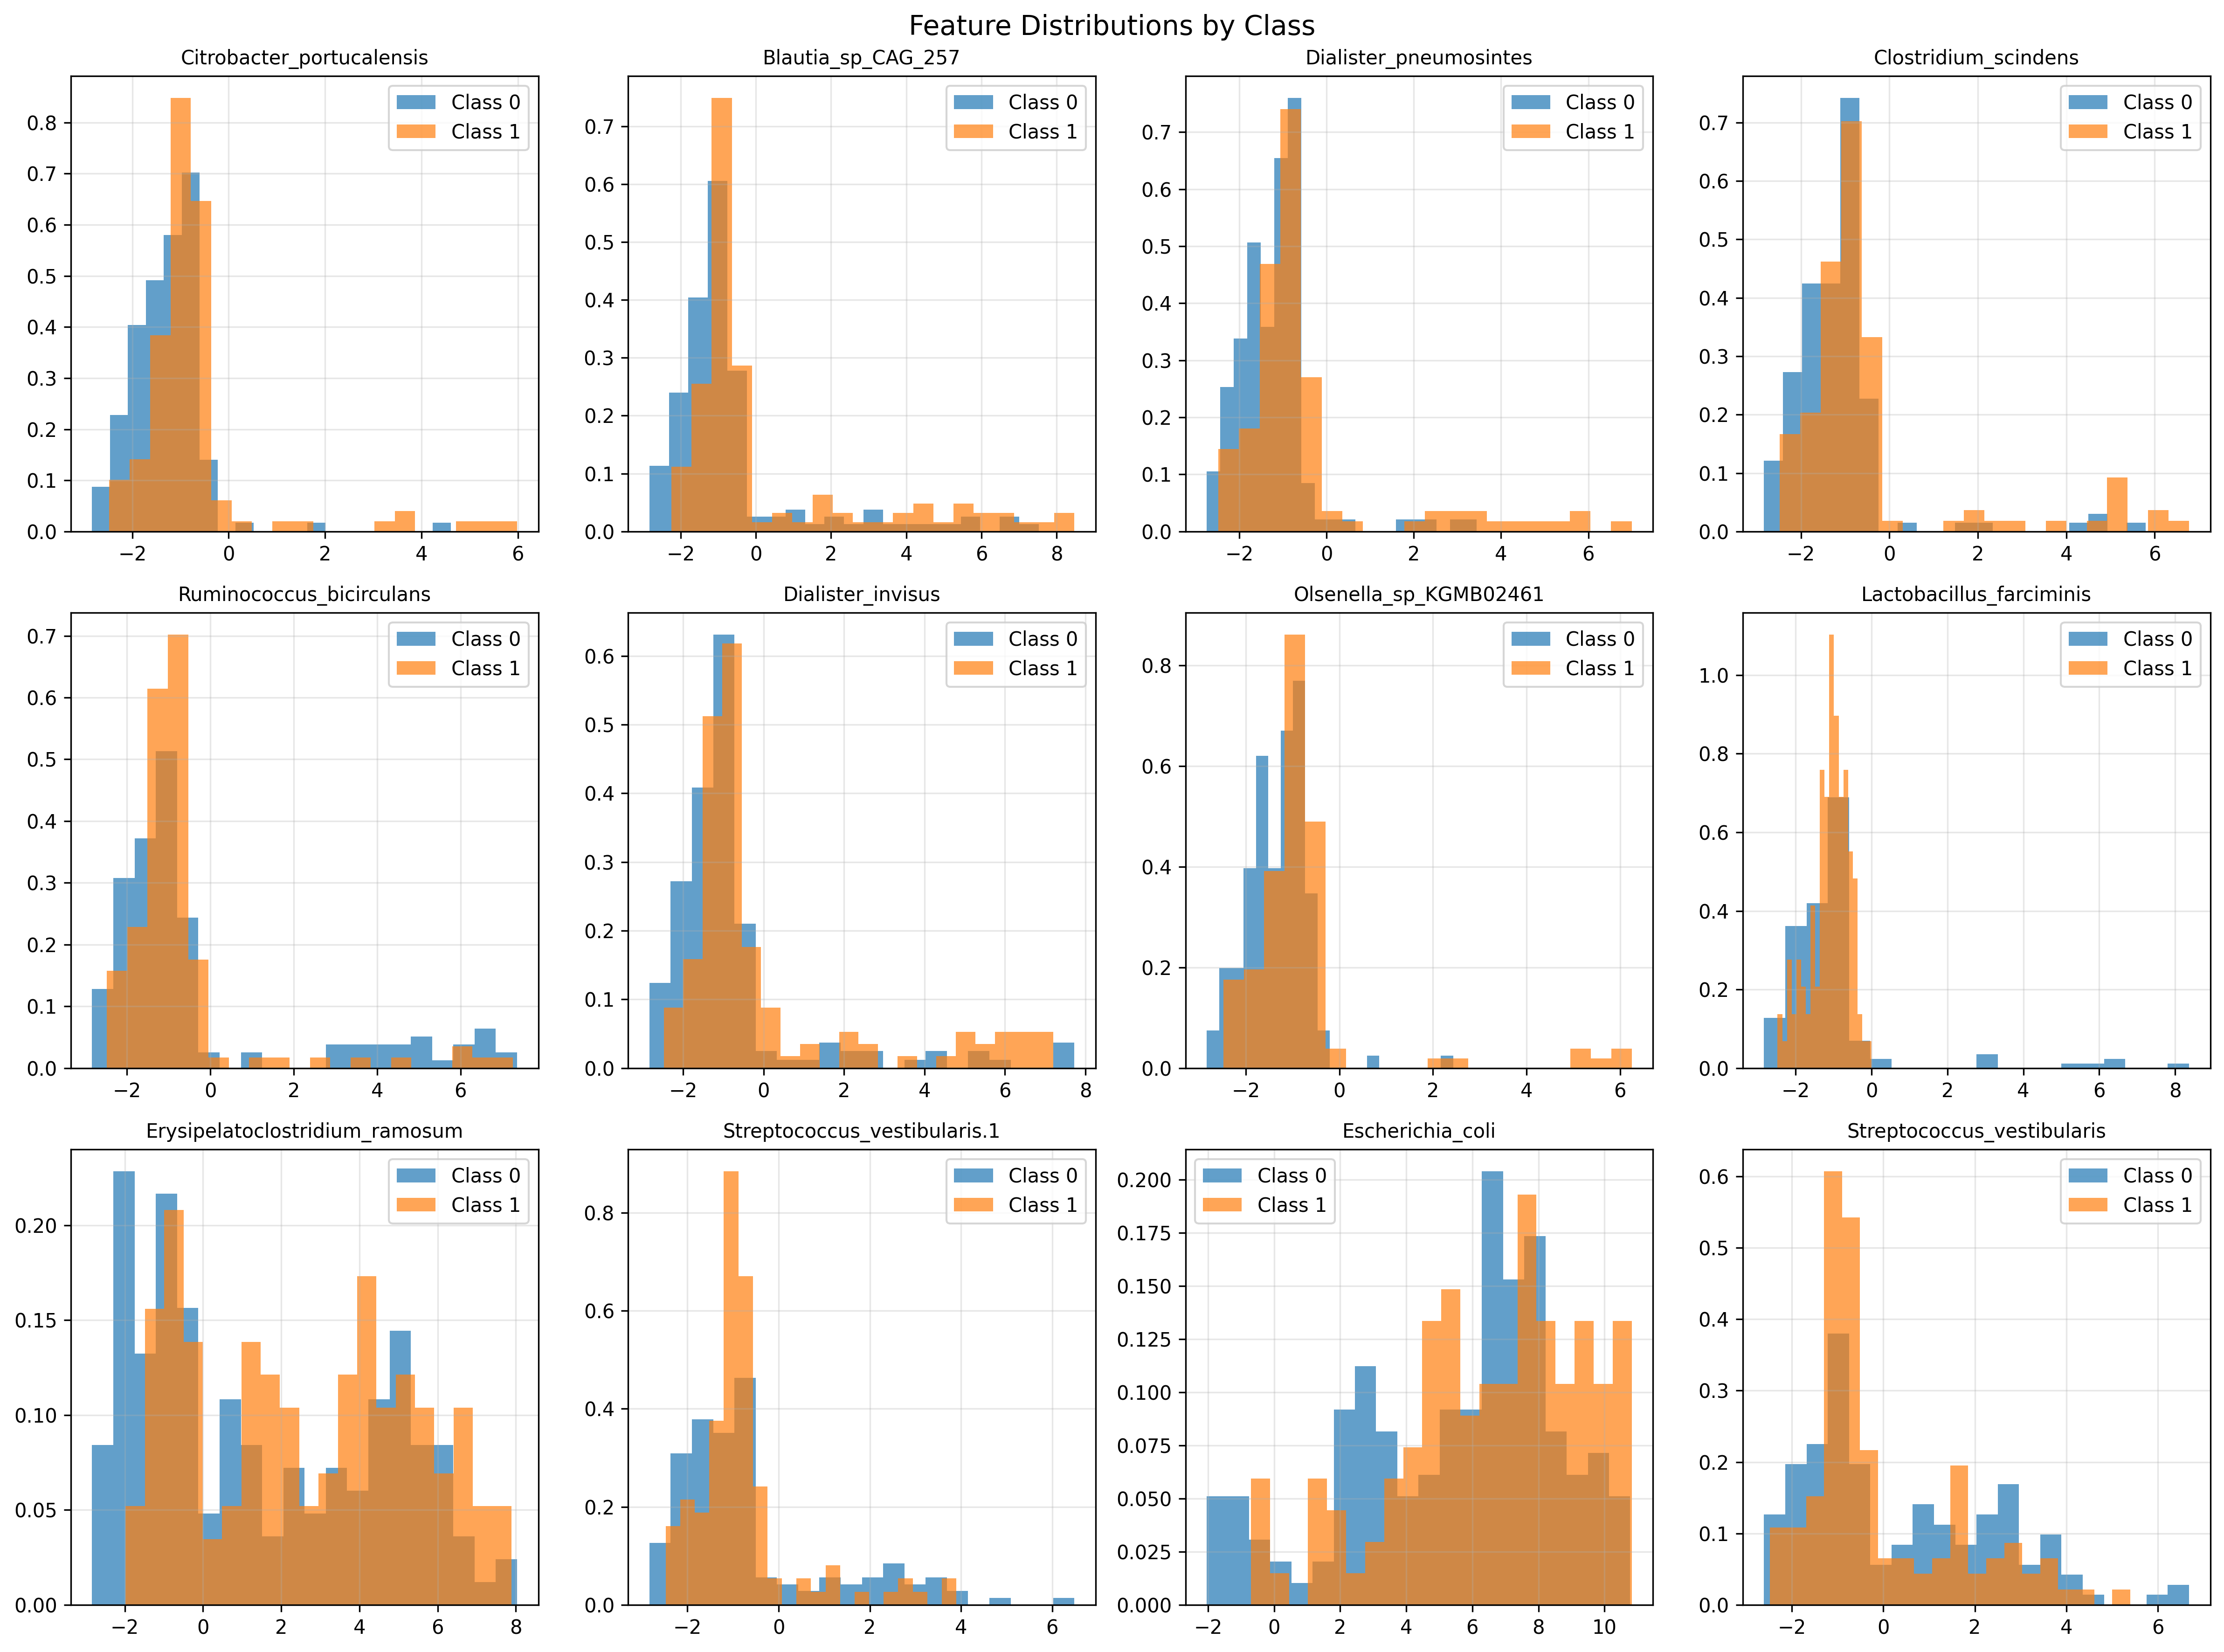 Feature Distributions by Class
Citrobacter_portucalensis
Class 0
Class 1
0.0
0.1
0.2
0.3
0.4
0.5
0.6
0.7
0.8
−2 0 2 4 6
Blautia_sp_CAG_257
Class 0
Class 1
0.0
0.1
0.2
0.3
0.4
0.5
0.6
0.7
−2 0 2 4 6 8
Dialister_pneumosintes
Class 0
Class 1
0.0
0.1
0.2
0.3
0.4
0.5
0.6
0.7
−2 0 2 4 6
Clostridium_scindens
Class 0
Class 1
0.0
0.1
0.2
0.3
0.4
0.5
0.6
0.7
−2 0 2 4 6
Ruminococcus_bicirculans
Class 0
Class 1
0.0
0.1
0.2
0.3
0.4
0.5
0.6
0.7
−2 0 2 4 6
Dialister_invisus
Class 0
Class 1
0.0
0.1
0.2
0.3
0.4
0.5
0.6
−2 0 2 4 6 8
Olsenella_sp_KGMB02461
Class 0
Class 1
0.0
0.2
0.4
0.6
0.8
−2 0 2 4 6
Lactobacillus_farciminis
Class 0
Class 1
0.0
0.2
0.4
0.6
0.8
1.0
−2 0 2 4 6 8
Erysipelatoclostridium_ramosum
Class 0
Class 1
0.00
0.05
0.10
0.15
0.20
−2 0 2 4 6 8
Streptococcus_vestibularis.1
Class 0
Class 1
0.0
0.2
0.4
0.6
0.8
−2 0 2 4 6
Escherichia_coli
Class 0
Class 1
0.000
0.025
0.050
0.075
0.100
0.125
0.150
0.175
0.200
−2 0 2 4 6 8 10
Streptococcus_vestibularis
Class 0
Class 1
0.0
0.1
0.2
0.3
0.4
0.5
0.6
−2 0 2 4 6